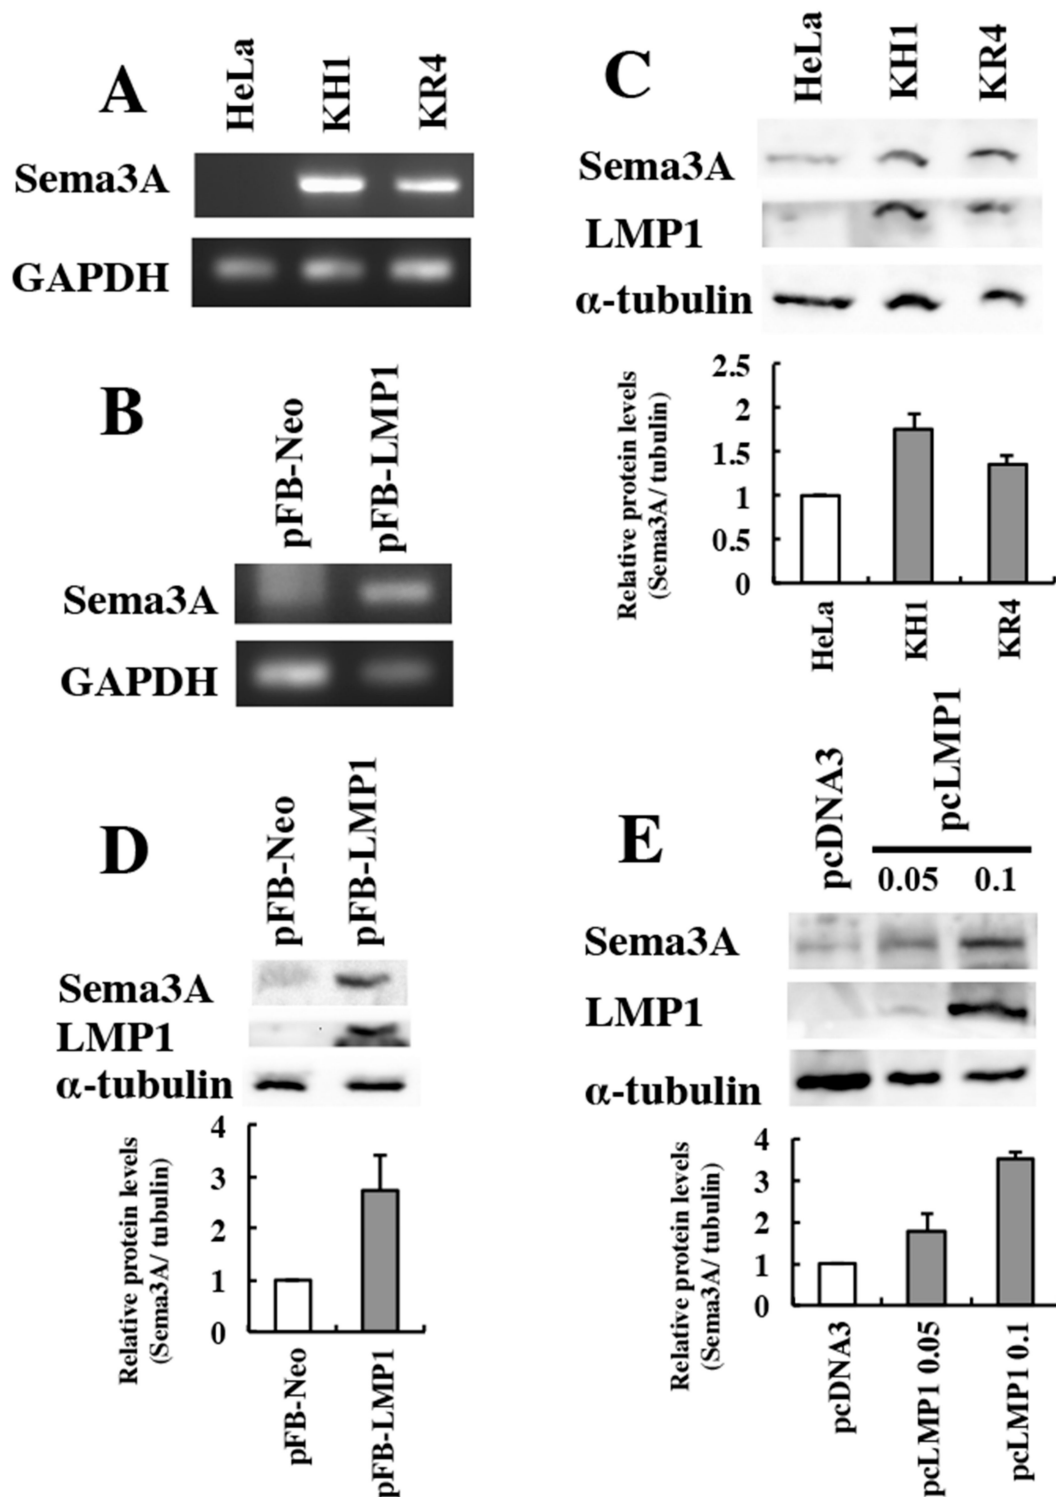 A
HeLa
KH1
KR4
Sema3A
GAPDH
B
pFB-Neo
pFB-LMP1
Sema3A
GAPDH
C
HeLa
KH1
KR4
Sema3A
LMP1
α-tubulin
Relative protein levels
(Sema3A/ tubulin)
2.5
2
1.5
1
0.5
0
HeLa
KH1
KR4
D
pFB-Neo
pFB-LMP1
Sema3A
LMP1
α-tubulin
Relative protein levels
(Sema3A/ tubulin)
4
3
2
1
0
pFB-Neo
pFB-LMP1
E
pcDNA3
pcLMP1
0.05
0.1
Sema3A
LMP1
α-tubulin
Relative protein levels
(Sema3A/ tubulin)
4
3
2
1
0
pcDNA3
pcLMP1 0.05
pcLMP1 0.1